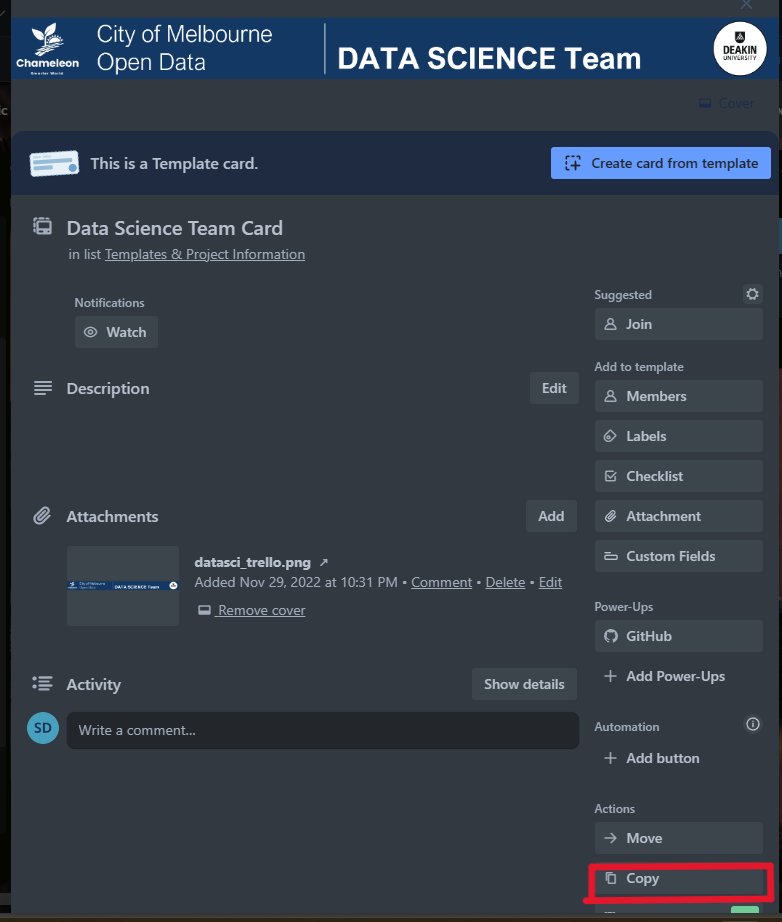 Chameleon
Smarter World
City of Melbourne
Open Data
DATA SCIENCE Team
DEAKIN
UNIVERSITY
Cover
This is a Template card.
Create card from template
Data Science Team Card
in list Templates & Project Information
Notifications
Watch
Description
Edit
Attachments
Add
datasci_trello.png ↗
Added Nov 29, 2022 at 10:31 PM • Comment • Delete • Edit
Remove cover
Activity
Show details
SD
Write a comment...
Suggested
Join
Add to template
Members
Labels
Checklist
Attachment
Custom Fields
Power-Ups
GitHub
Add Power-Ups
Automation
Add button
Actions
Move
Copy